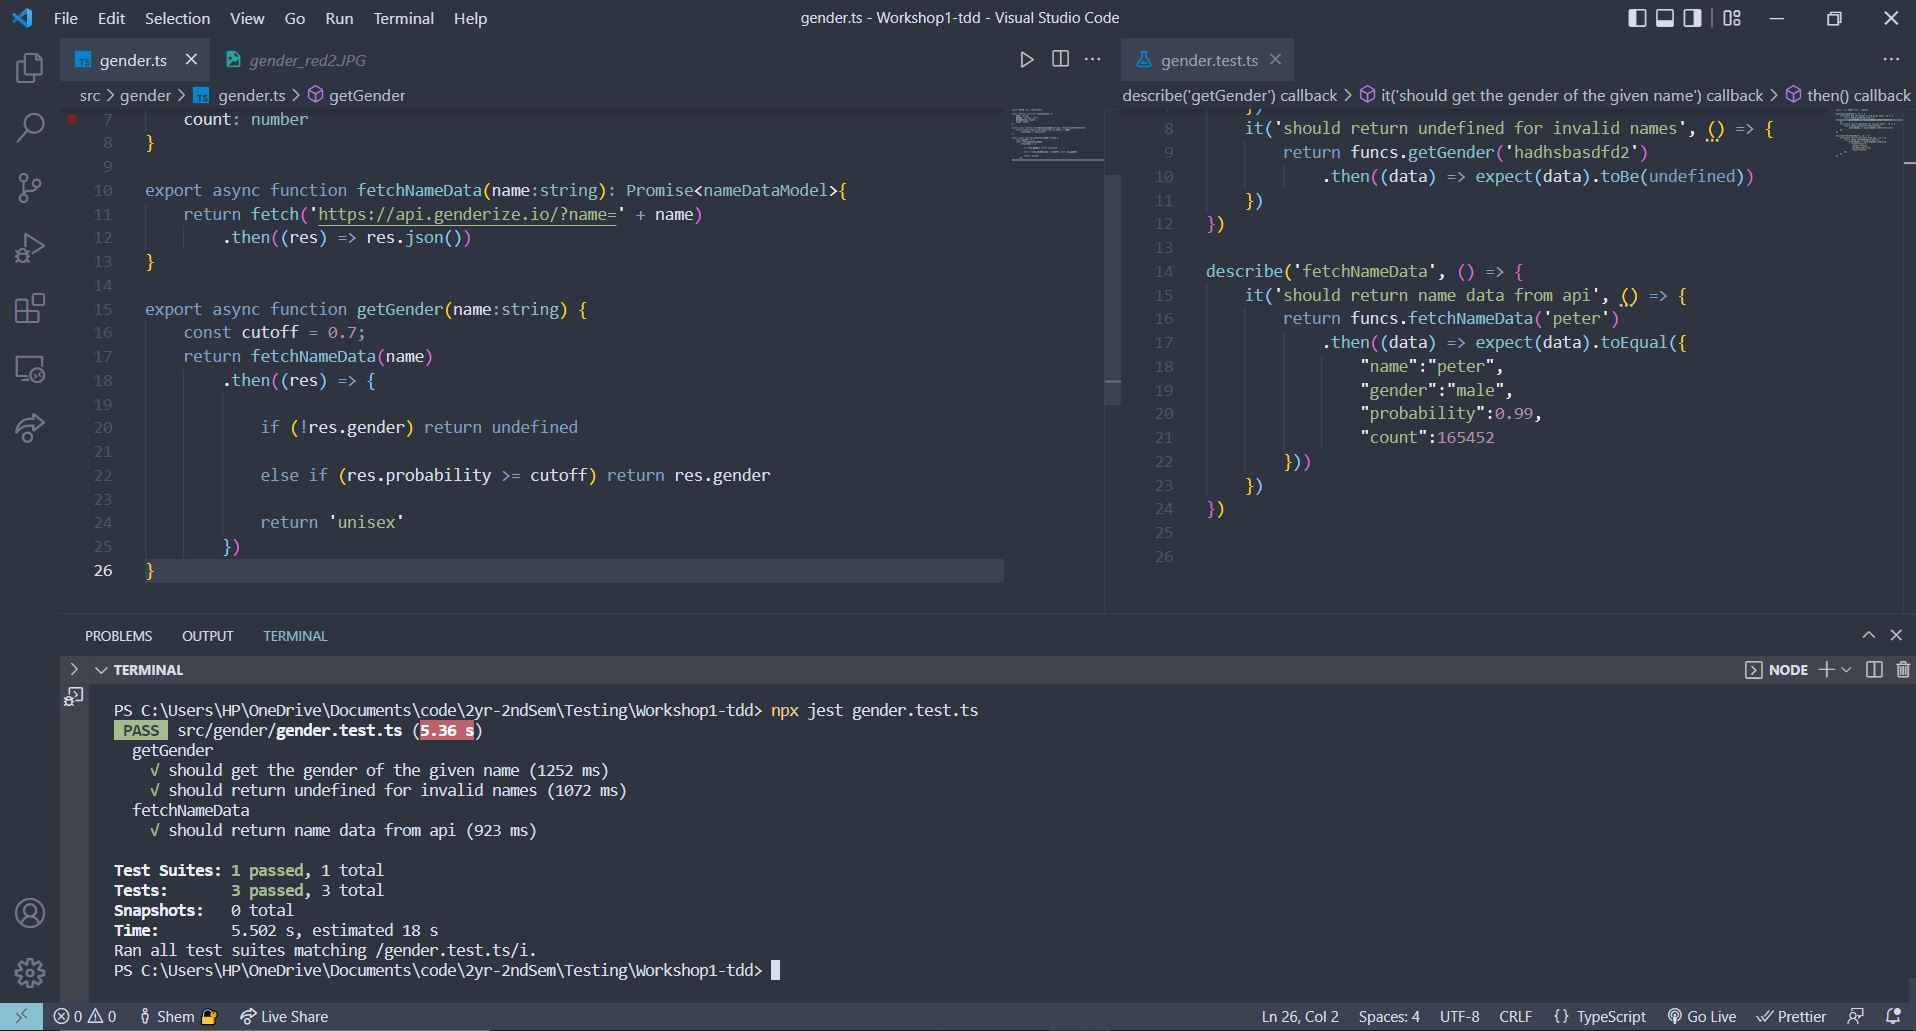 File Edit Selection View Go Run Terminal Help
gender.ts - Workshop1-tdd - Visual Studio Code
TS gender.ts
gender_red2.JPG
src > gender > TS gender.ts > getGender
7 count: number
8 }
9
10 export async function fetchNameData(name:string): Promise<nameDataModel>{
11 return fetch('https://api.genderize.io/?name=' + name)
12 .then((res) => res.json())
13 }
14
15 export async function getGender(name:string) {
16 const cutoff = 0.7;
17 return fetchNameData(name)
18 .then((res) => {
19
20 if (!res.gender) return undefined
21
22 else if (res.probability >= cutoff) return res.gender
23
24 return 'unisex'
25 })
26 }
gender.test.ts
describe('getGender') callback > it('should get the gender of the given name') callback > then() callback
})
8 it('should return undefined for invalid names', () => {
9 return funcs.getGender('hadhsbasdfd2')
10 .then((data) => expect(data).toBe(undefined))
11 })
12 })
13
14 describe('fetchNameData', () => {
15 it('should return name data from api', () => {
16 return funcs.fetchNameData('peter')
17 .then((data) => expect(data).toEqual({
18 "name":"peter",
19 "gender":"male",
20 "probability":0.99,
21 "count":165452
22 }))
23 })
24 })
25
26
PROBLEMS OUTPUT TERMINAL
TERMINAL
NODE
PS C:\Users\HP\OneDrive\Documents\code\2yr-2ndSem\Testing\Workshop1-tdd> npx jest gender.test.ts
PASS src/gender/gender.test.ts (5.36 s)
getGender
√ should get the gender of the given name (1252 ms)
√ should return undefined for invalid names (1072 ms)
fetchNameData
√ should return name data from api (923 ms)
Test Suites: 1 passed, 1 total
Tests: 3 passed, 3 total
Snapshots: 0 total
Time: 5.502 s, estimated 18 s
Ran all test suites matching /gender.test.ts/i.
PS C:\Users\HP\OneDrive\Documents\code\2yr-2ndSem\Testing\Workshop1-tdd>
0 0 Shem Live Share
Ln 26, Col 2 Spaces: 4 UTF-8 CRLF {} TypeScript Go Live Prettier